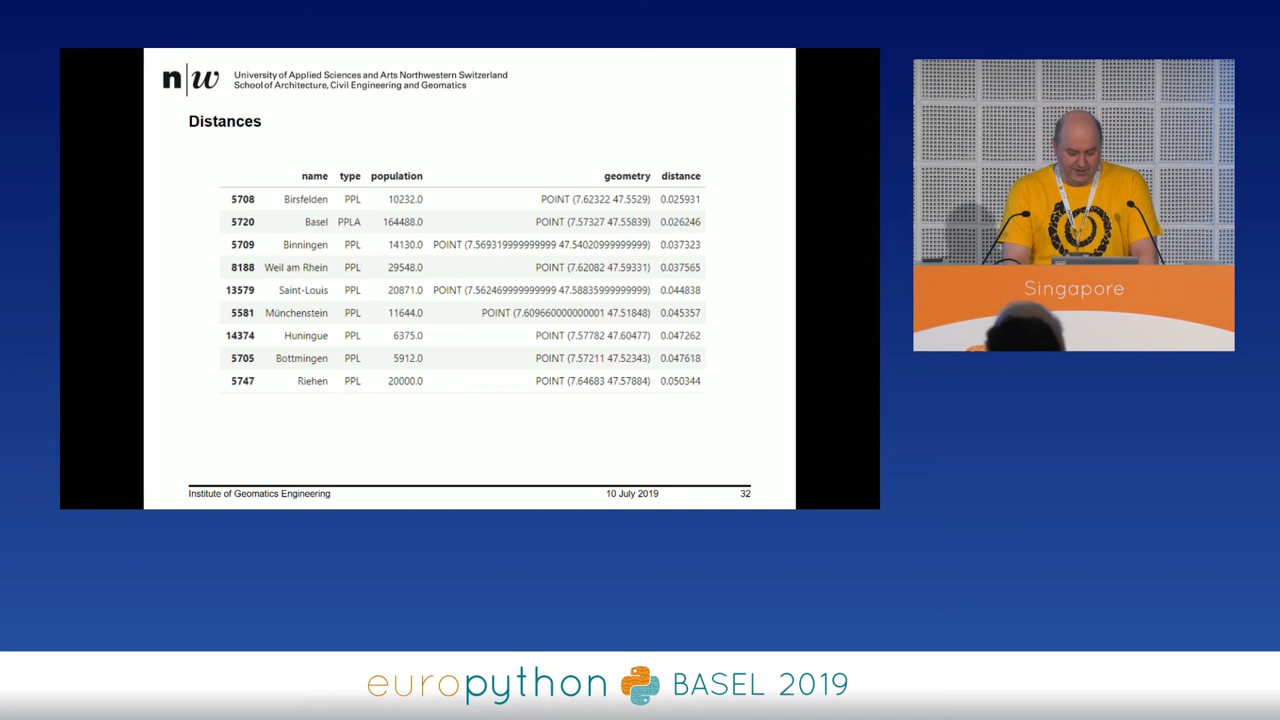 n|w University of Applied Sciences and Arts Northwestern Switzerland
School of Architecture, Civil Engineering and Geomatics
Distances
name type population geometry distance
5708 Birsfelden PPL 10232.0 POINT (7.62322 47.5529) 0.025931
5720 Basel PPLA 164488.0 POINT (7.57327 47.55839) 0.026246
5709 Binningen PPL 14130.0 POINT (7.569319999999999 47.54020999999999) 0.037323
8188 Weil am Rhein PPL 29548.0 POINT (7.62082 47.59331) 0.037565
13579 Saint-Louis PPL 20871.0 POINT (7.562469999999999 47.58835999999999) 0.044838
5581 Münchenstein PPL 11644.0 POINT (7.609660000000001 47.51848) 0.045357
14374 Huningue PPL 6375.0 POINT (7.57782 47.60477) 0.047262
5705 Bottmingen PPL 5912.0 POINT (7.57211 47.52343) 0.047618
5747 Riehen PPL 20000.0 POINT (7.64683 47.57884) 0.050344
Institute of Geomatics Engineering 10 July 2019 32
Singapore
europython BASEL 2019